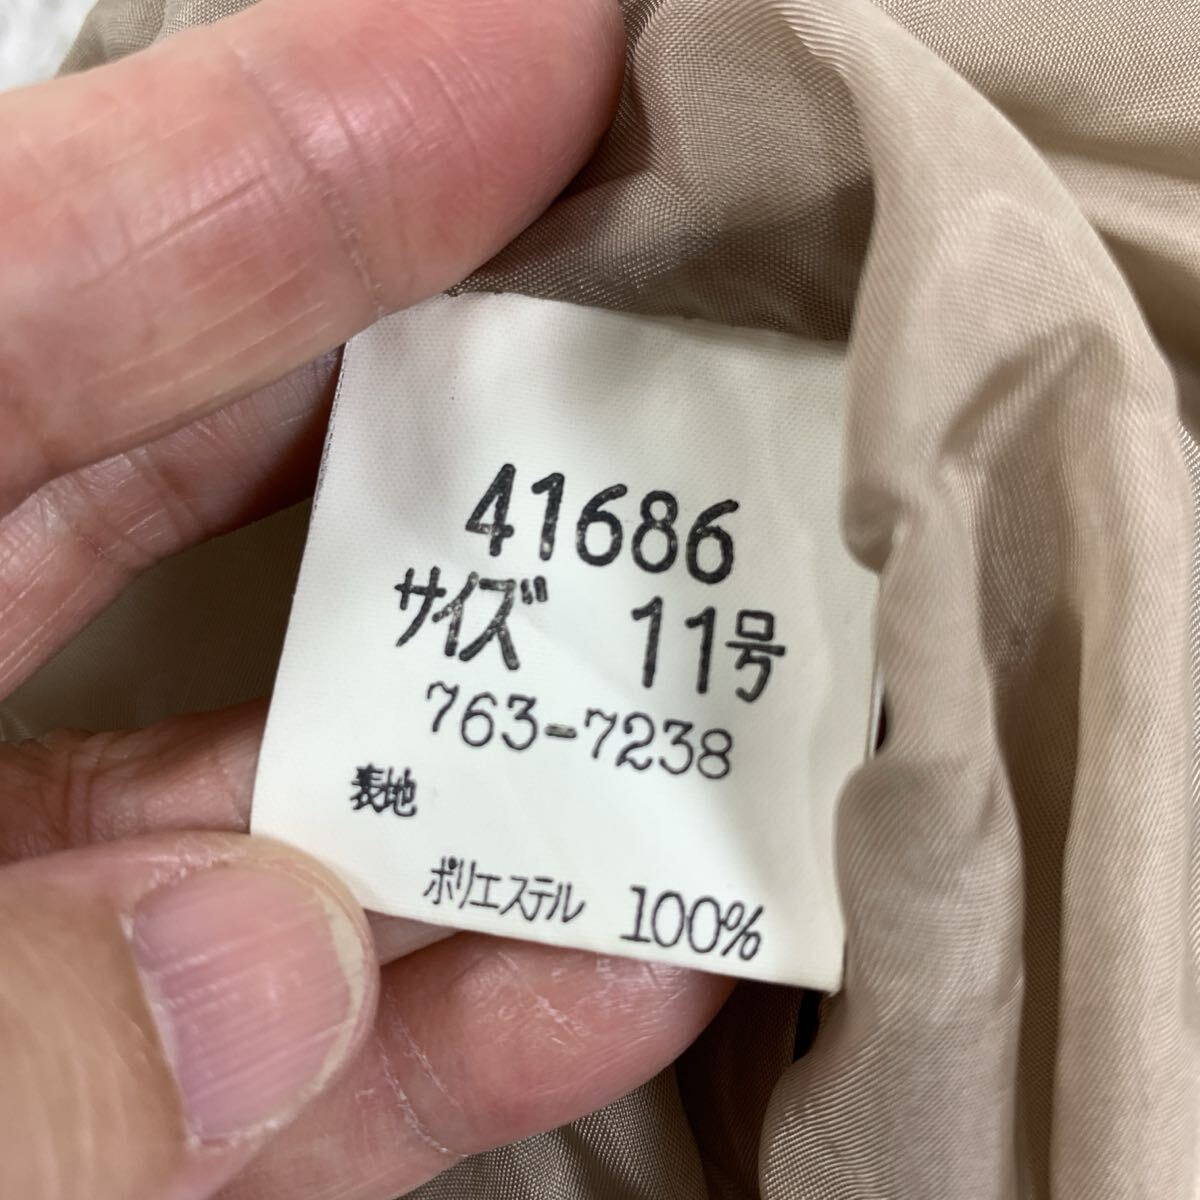 41686
サイズ 11号
763-7238
表地
ポリエステル 100%